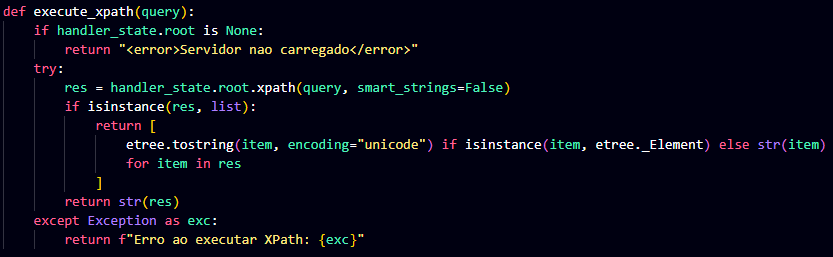 def execute_xpath(query):
    if handler_state.root is None:
        return "<error>Servidor nao carregado</error>"
    try:
        res = handler_state.root.xpath(query, smart_strings=False)
        if isinstance(res, list):
            return [
                etree.tostring(item, encoding="unicode") if isinstance(item, etree._Element) else str(item)
                for item in res
            ]
        return str(res)
    except Exception as exc:
        return f"Erro ao executar XPath: {exc}"